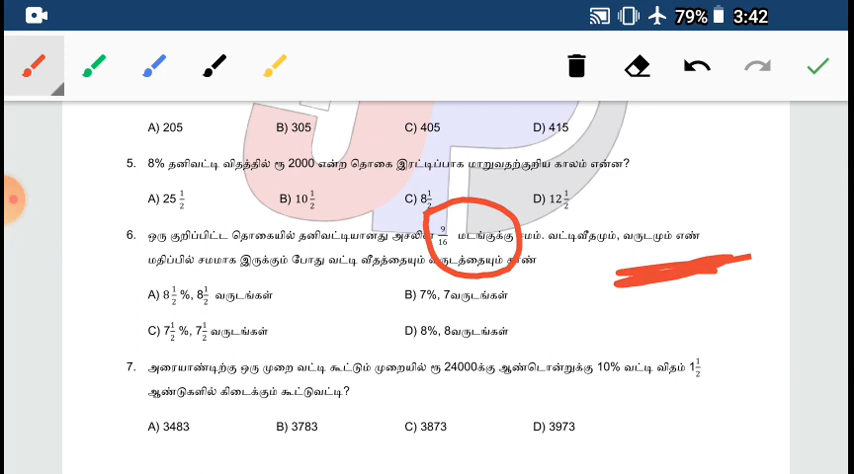 79% 3:42
A) 205 B) 305 C) 405 D) 415
5. 8% தனிவட்டி விதத்தில் ரூ 2000 என்ற தொகை இரட்டிப்பாக மாறுவதற்குறிய காலம் என்ன?
A) 25 1/2 B) 10 1/2 C) 8 1/2 D) 12 1/2
6. ஒரு குறிப்பிட்ட தொகையில் தனிவட்டியானது அசலின் 9/16 மடங்குக்கு சமம். வட்டிவீதமும், வருடமும் எண்
மதிப்பில் சமமாக இருக்கும் போது வட்டி வீதத்தையும் வருடத்தையும் காண்
A) 8 1/2 %, 8 1/2 வருடங்கள் B) 7%, 7வருடங்கள்
C) 7 1/2 %, 7 1/2 வருடங்கள் D) 8%, 8வருடங்கள்
7. அரையாண்டிற்கு ஒரு முறை வட்டி கூட்டும் முறையில் ரூ 24000க்கு ஆண்டொன்றுக்கு 10% வட்டி விதம் 1 1/2
ஆண்டுகளில் கிடைக்கும் கூட்டுவட்டி?
A) 3483 B) 3783 C) 3873 D) 3973